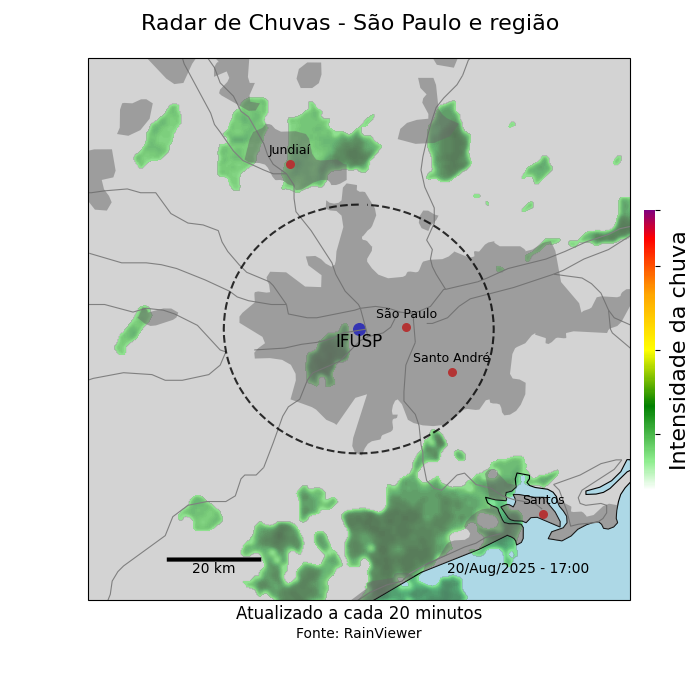 Radar de Chuvas - São Paulo e região
Jundiaí
São Paulo
IFUSP
Santo André
Santos
20 km
20/Aug/2025 - 17:00
Intensidade da chuva
Atualizado a cada 20 minutos
Fonte: RainViewer